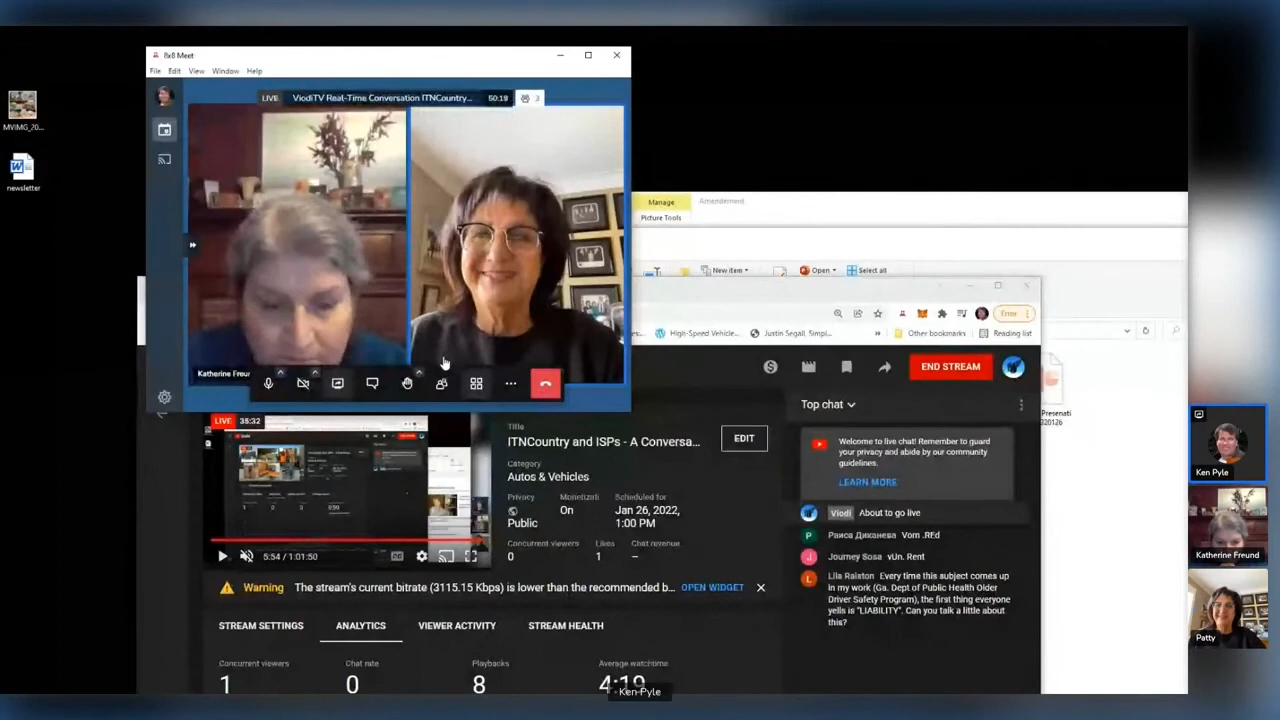 8x8 Meet
File Edit View Window Help
LIVE ViodiTV Real-Time Conversation ITNCountry... 50:19 3
MVIMG_20...
newsletter
Katherine Freun
Manage
Amendement
Picture Tools
New item
Open
Select all
Error
High-Speed Vehicle...
Justin Segall, Simpl...
Other bookmarks
Reading list
END STREAM
LIVE 35:32
5:54 / 1:01:50
Title
ITNCountry and ISPs - A Conversa...
EDIT
Category
Autos & Vehicles
Privacy
Public
Monetizati
On
Scheduled for
Jan 26, 2022,
1:00 PM
Concurrent viewers
0
Likes
1
Chat revenue
–
Warning The stream's current bitrate (3115.15 Kbps) is lower than the recommended b... OPEN WIDGET
STREAM SETTINGS ANALYTICS VIEWER ACTIVITY STREAM HEALTH
Concurrent viewers
1
Chat rate
0
Playbacks
8
Average watchtime
4:19
Top chat
Welcome to live chat! Remember to guard
your privacy and abide by our community
guidelines.
LEARN MORE
Viodi About to go live
Раиса Диканева Vom .REd
Journey Sosa vUn. Rent
Lila Ralston Every time this subject comes up
in my work (Ga. Dept of Public Health Older
Driver Safety Program), the first thing everyone
yells is "LIABILITY". Can you talk a little about
this?
Presenati
20126
Ken Pyle
Katherine Freund
Patty
Ken Pyle